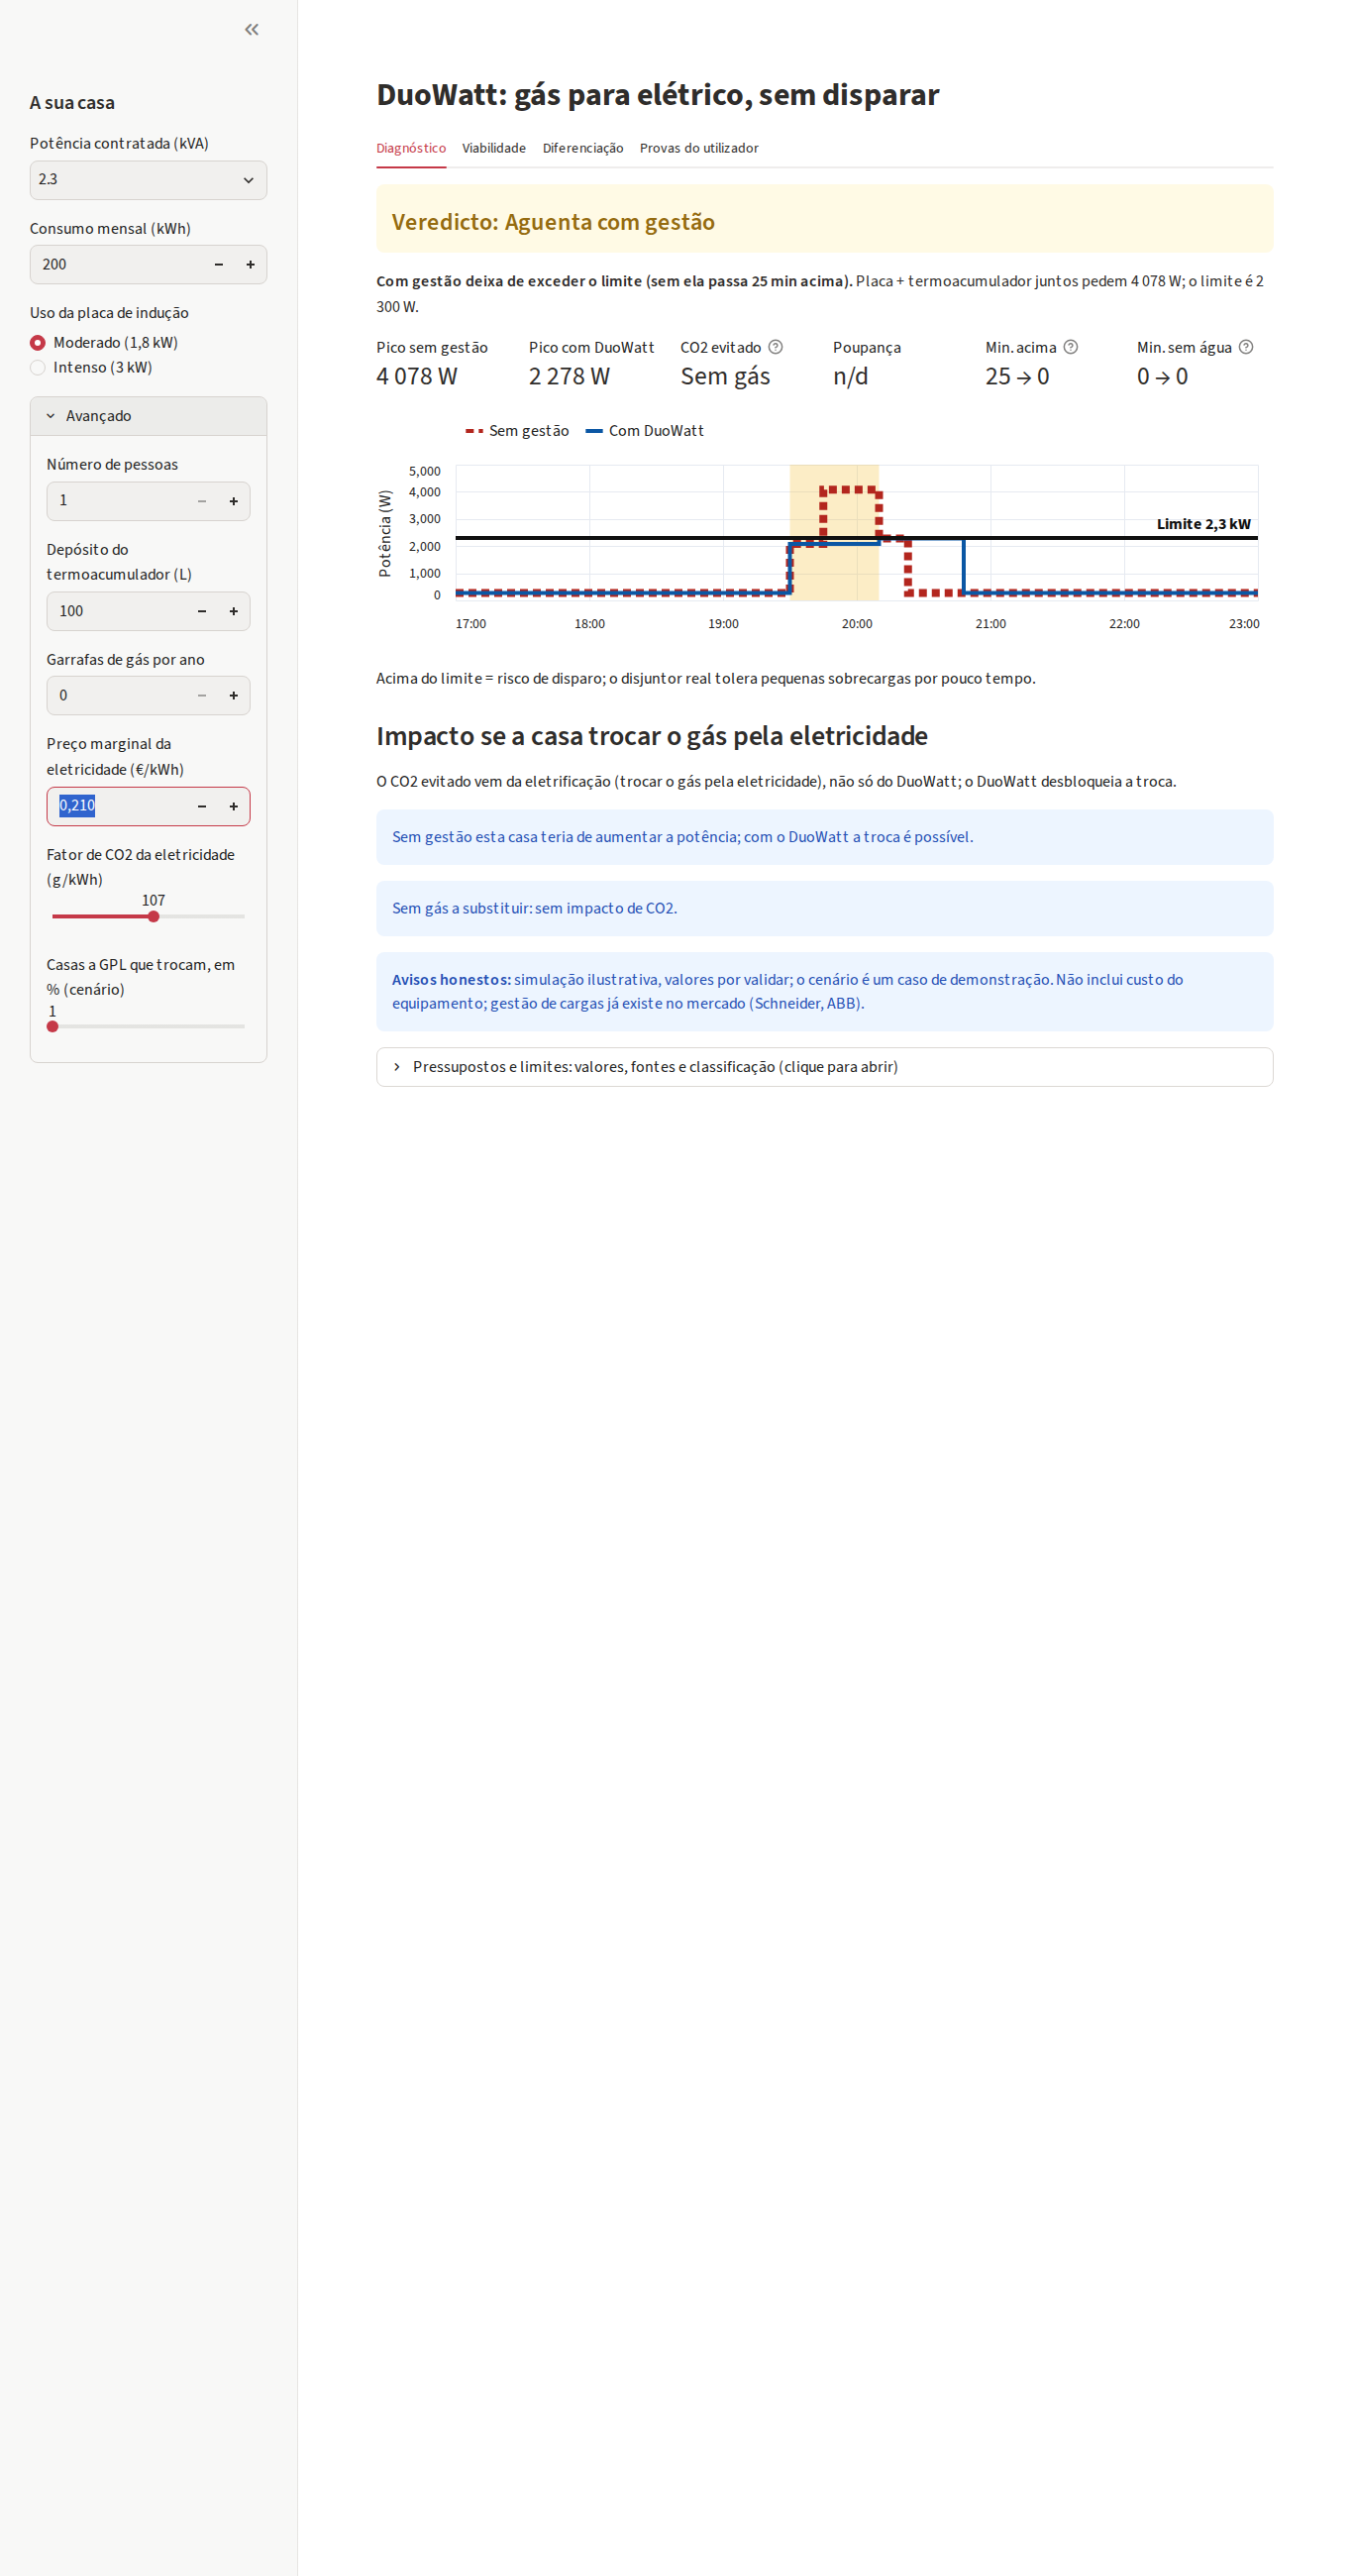 A sua casa
Potência contratada (kVA)
2.3
Consumo mensal (kWh)
200
Uso da placa de indução
Moderado (1,8 kW)
Intenso (3 kW)
Avançado
Número de pessoas
1
Depósito do
termoacumulador (L)
100
Garrafas de gás por ano
0
Preço marginal da
eletricidade (€/kWh)
0,210
Fator de CO2 da eletricidade
(g/kWh)
107
Casas a GPL que trocam, em
% (cenário)
1
DuoWatt: gás para elétrico, sem disparar
Diagnóstico Viabilidade Diferenciação Provas do utilizador
Veredicto: Aguenta com gestão
Com gestão deixa de exceder o limite (sem ela passa 25 min acima). Placa + termoacumulador juntos pedem 4 078 W; o limite é 2
300 W.
Pico sem gestão Pico com DuoWatt CO2 evitado Poupança Min. acima Min. sem água
4 078 W 2 278 W Sem gás n/d 25 → 0 0 → 0
Sem gestão Com DuoWatt
Potência (W)
5,000
4,000
3,000
2,000
1,000
0
Limite 2,3 kW
17:00 18:00 19:00 20:00 21:00 22:00 23:00
Acima do limite = risco de disparo; o disjuntor real tolera pequenas sobrecargas por pouco tempo.
Impacto se a casa trocar o gás pela eletricidade
O CO2 evitado vem da eletrificação (trocar o gás pela eletricidade), não só do DuoWatt; o DuoWatt desbloqueia a troca.
Sem gestão esta casa teria de aumentar a potência; com o DuoWatt a troca é possível.
Sem gás a substituir: sem impacto de CO2.
Avisos honestos: simulação ilustrativa, valores por validar; o cenário é um caso de demonstração. Não inclui custo do
equipamento; gestão de cargas já existe no mercado (Schneider, ABB).
Pressupostos e limites: valores, fontes e classificação (clique para abrir)